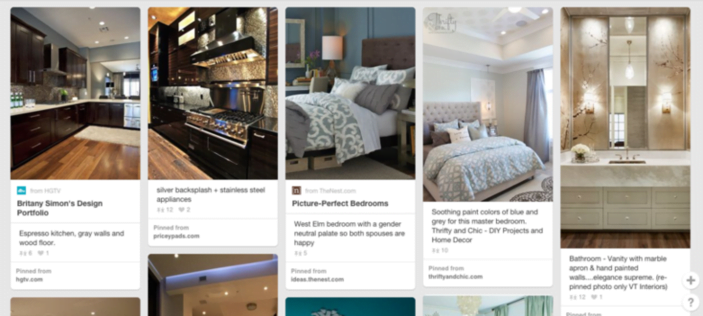 from HGTV
Britany Simon's Design
Portfolio
Espresso kitchen, gray walls and
wood floor.
6 1
Pinned from
hgtv.com
silver backsplash + stainless steel
appliances
12 2
Pinned from
priceypads.com
from TheNest.com
Picture-Perfect Bedrooms
West Elm bedroom with a gender
neutral palate so both spouses are
happy
5
Pinned from
ideas.thenest.com
Thrifty
Soothing paint colors of blue and
grey for this master bedroom.
Thrifty and Chic - DIY Projects and
Home Decor
10
Pinned from
thriftyandchic.com
Bathroom - Vanity with marble
apron & hand painted
walls....elegance supreme. (re-
pinned photo only VT Interiors)
12 1
Pinned from
+
?